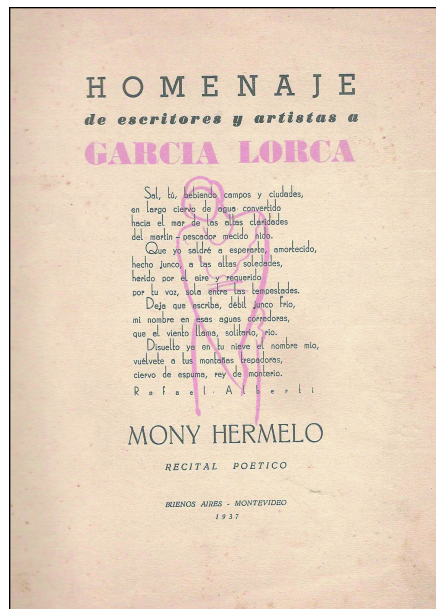 HOMENAJE
de escritores y artistas a
GARCIA LORCA
Sal, tú, bebiendo campos y ciudades,
en largo ciervo de agua convertido
hacia el mar de las altas claridades
del martín-pescador mecido nido.
Que yo saldré a esperarte, amortecido,
hecho junco, a las altas soledades,
herido por el aire y requerido
por tu voz, sola entre las tempestades.
Deja que escriba, débil junco frío,
mi nombre en esas aguas corredoras,
que el viento llama, solitario, río.
Disuelto ya en tu nieve el nombre mío,
vuélvete a tus montañas trepadoras,
ciervo de espuma, rey de monterío.
Rafael Alberti
MONY HERMELO
RECITAL POETICO
BUENOS AIRES - MONTEVIDEO
1937